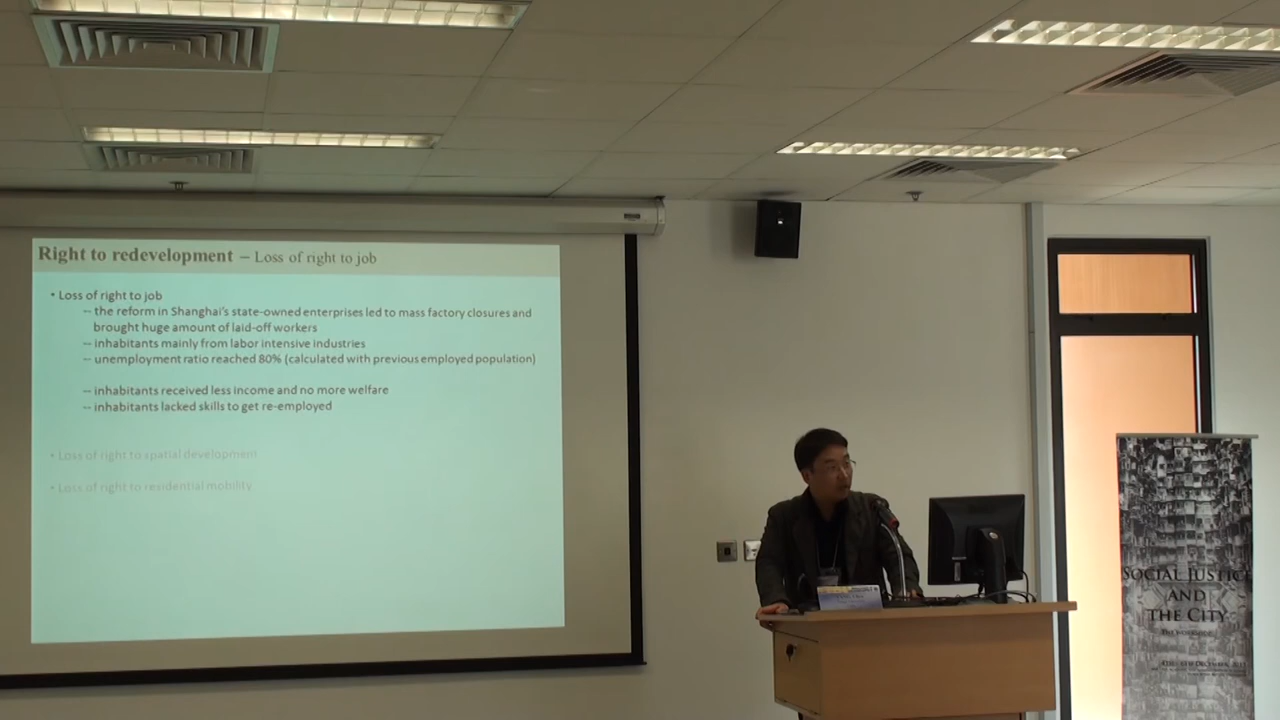 Right to redevelopment – Loss of right to job
• Loss of right to job
-- the reform in Shanghai's state-owned enterprises led to mass factory closures and
brought huge amount of laid-off workers
-- inhabitants mainly from labor intensive industries
-- unemployment ratio reached 80% (calculated with previous employed population)
-- inhabitants received less income and no more welfare
-- inhabitants lacked skills to get re-employed
• Loss of right to spatial development
• Loss of right to residential mobility
SOCIAL JUSTICE
AND
THE CITY